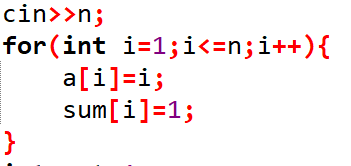 cin>>n;
for(int i=1;i<=n;i++){
    a[i]=i;
    sum[i]=1;
}